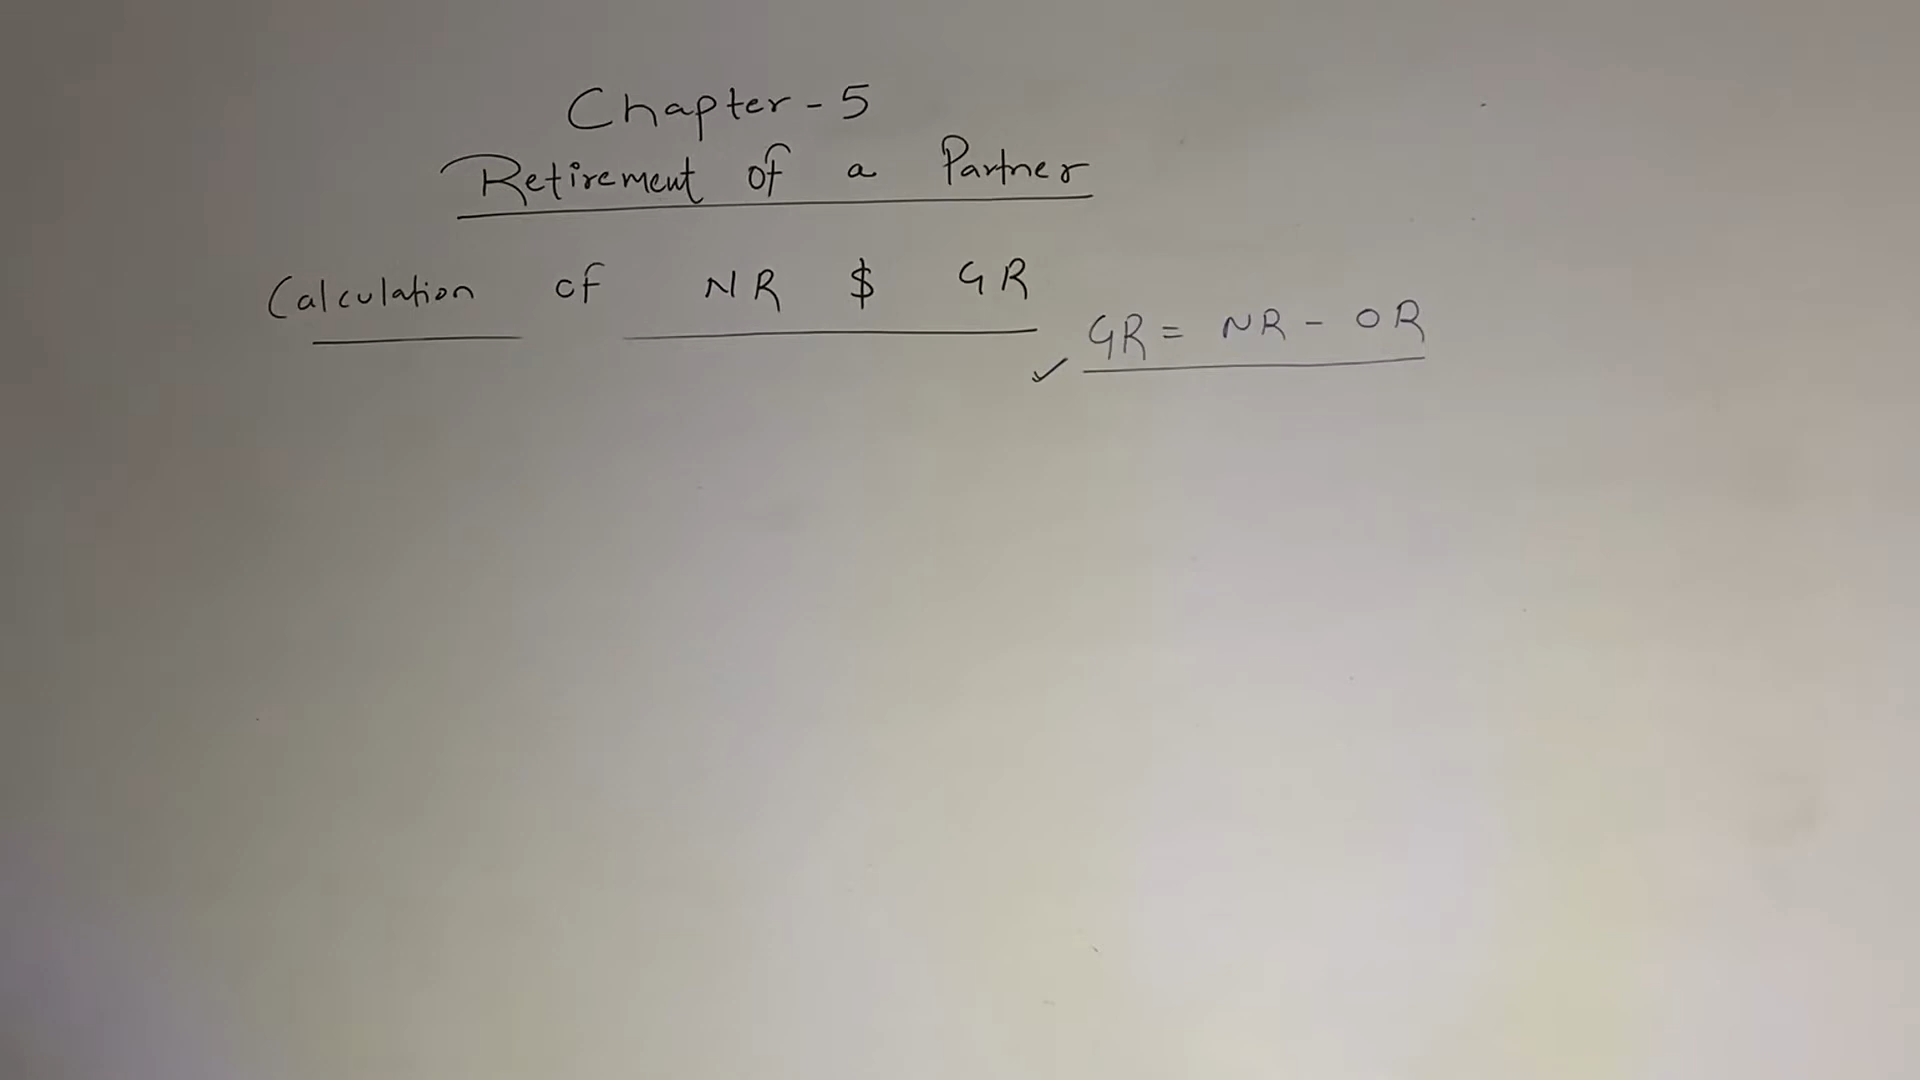 Chapter - 5
Retirement of a Partner
Calculation of NR $ GR
✓ GR = NR - OR